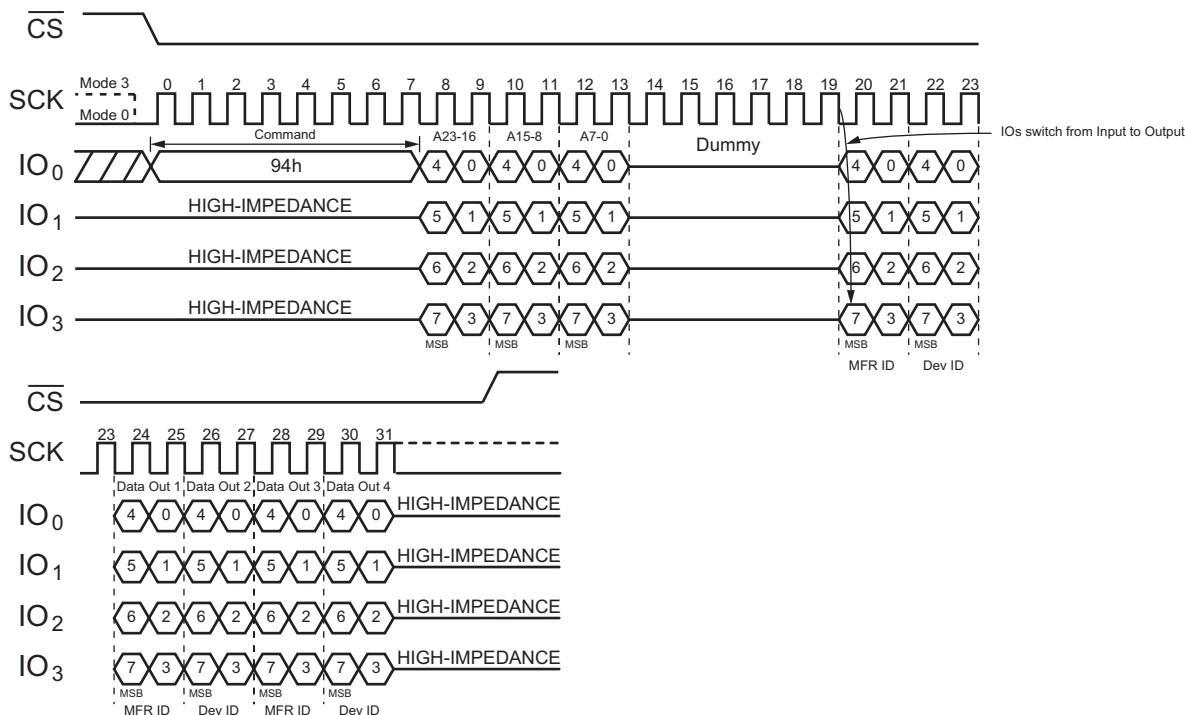 CS
Mode 3
SCK
Mode 0
0 1 2 3 4 5 6 7 8 9 10 11 12 13 14 15 16 17 18 19 20 21 22 23
Command A23-16 A15-8 A7-0 Dummy
IOs switch from Input to Output
IO0 94h 4 0 4 0 4 0 4 0 4 0
IO1 HIGH-IMPEDANCE 5 1 5 1 5 1 5 1 5 1
IO2 HIGH-IMPEDANCE 6 2 6 2 6 2 6 2 6 2
IO3 HIGH-IMPEDANCE 7 3 7 3 7 3 7 3 7 3
MSB MSB MSB MSB MSB
MFR ID Dev ID
CS
23 24 25 26 27 28 29 30 31
SCK
Data Out 1 Data Out 2 Data Out 3 Data Out 4
IO0 4 0 4 0 4 0 4 0 HIGH-IMPEDANCE
IO1 5 1 5 1 5 1 5 1 HIGH-IMPEDANCE
IO2 6 2 6 2 6 2 6 2 HIGH-IMPEDANCE
IO3 7 3 7 3 7 3 7 3 HIGH-IMPEDANCE
MSB MSB MSB MSB
MFR ID Dev ID MFR ID Dev ID